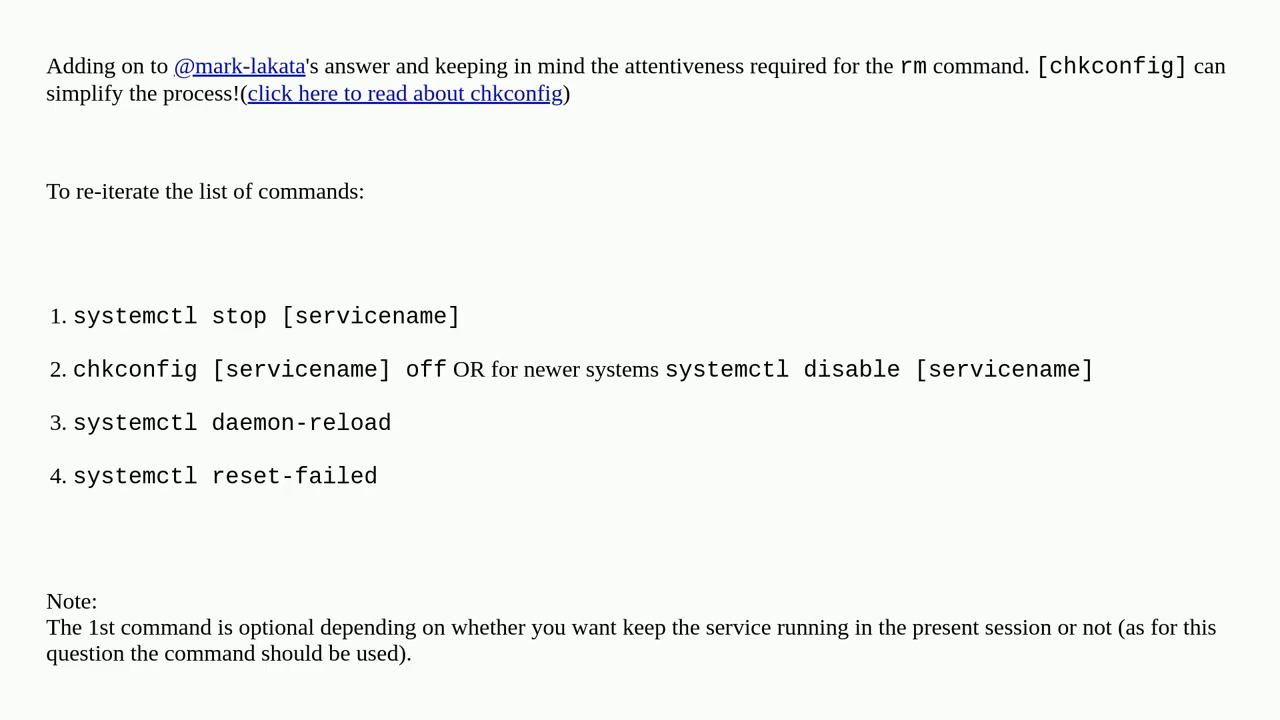 Adding on to @mark-lakata's answer and keeping in mind the attentiveness required for the rm command. [chkconfig] can
simplify the process!(click here to read about chkconfig)
To re-iterate the list of commands:
1. systemctl stop [servicename]
2. chkconfig [servicename] off OR for newer systems systemctl disable [servicename]
3. systemctl daemon-reload
4. systemctl reset-failed
Note:
The 1st command is optional depending on whether you want keep the service running in the present session or not (as for this
question the command should be used).